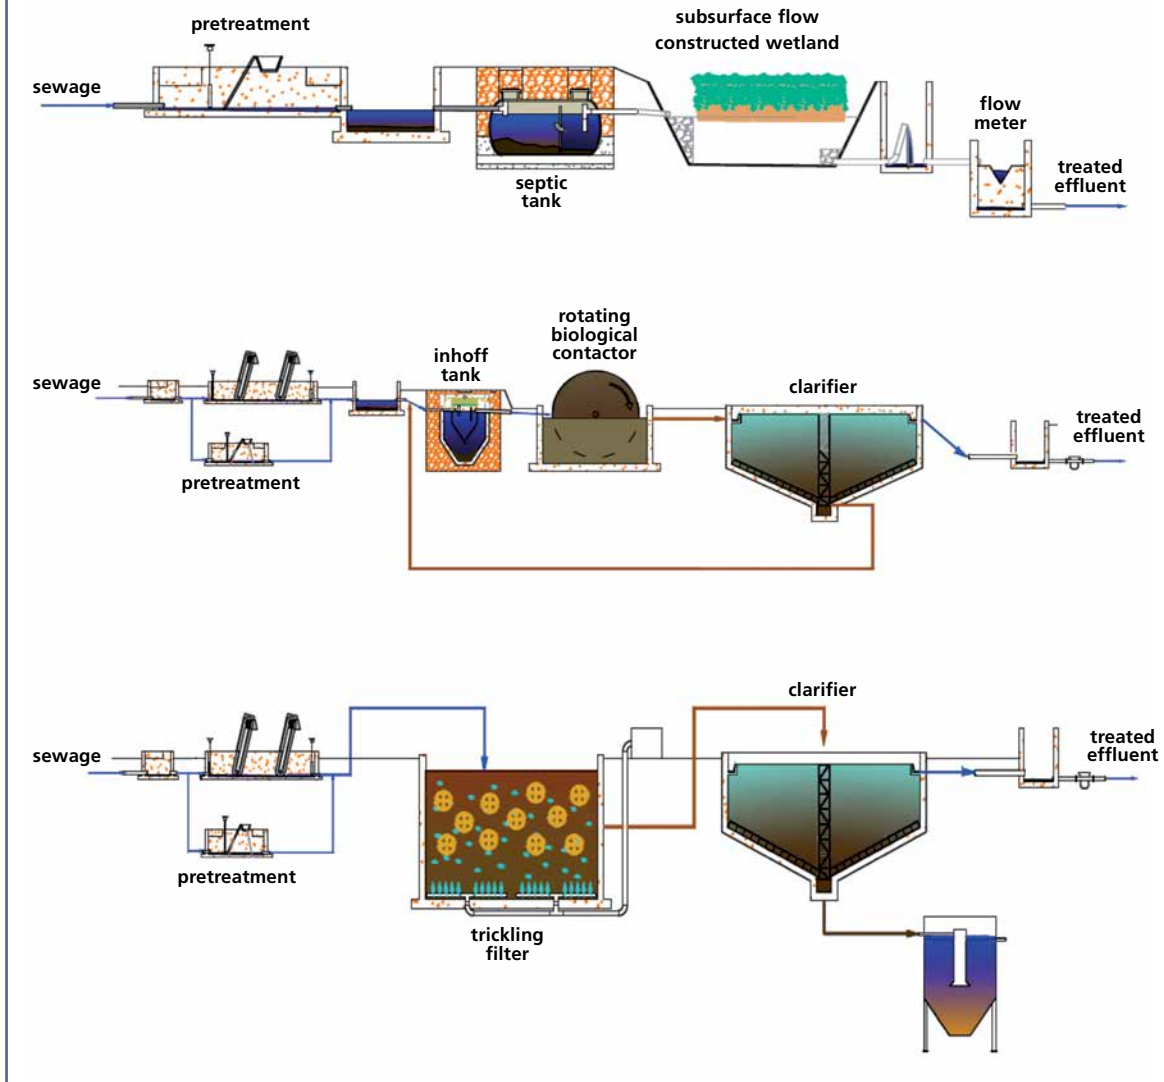 pretreatment
subsurface flow
constructed wetland
sewage
flow
meter
treated
effluent
septic
tank
rotating
biological
contactor
inhoff
tank
sewage
clarifier
treated
effluent
pretreatment
clarifier
sewage
treated
effluent
pretreatment
trickling
filter